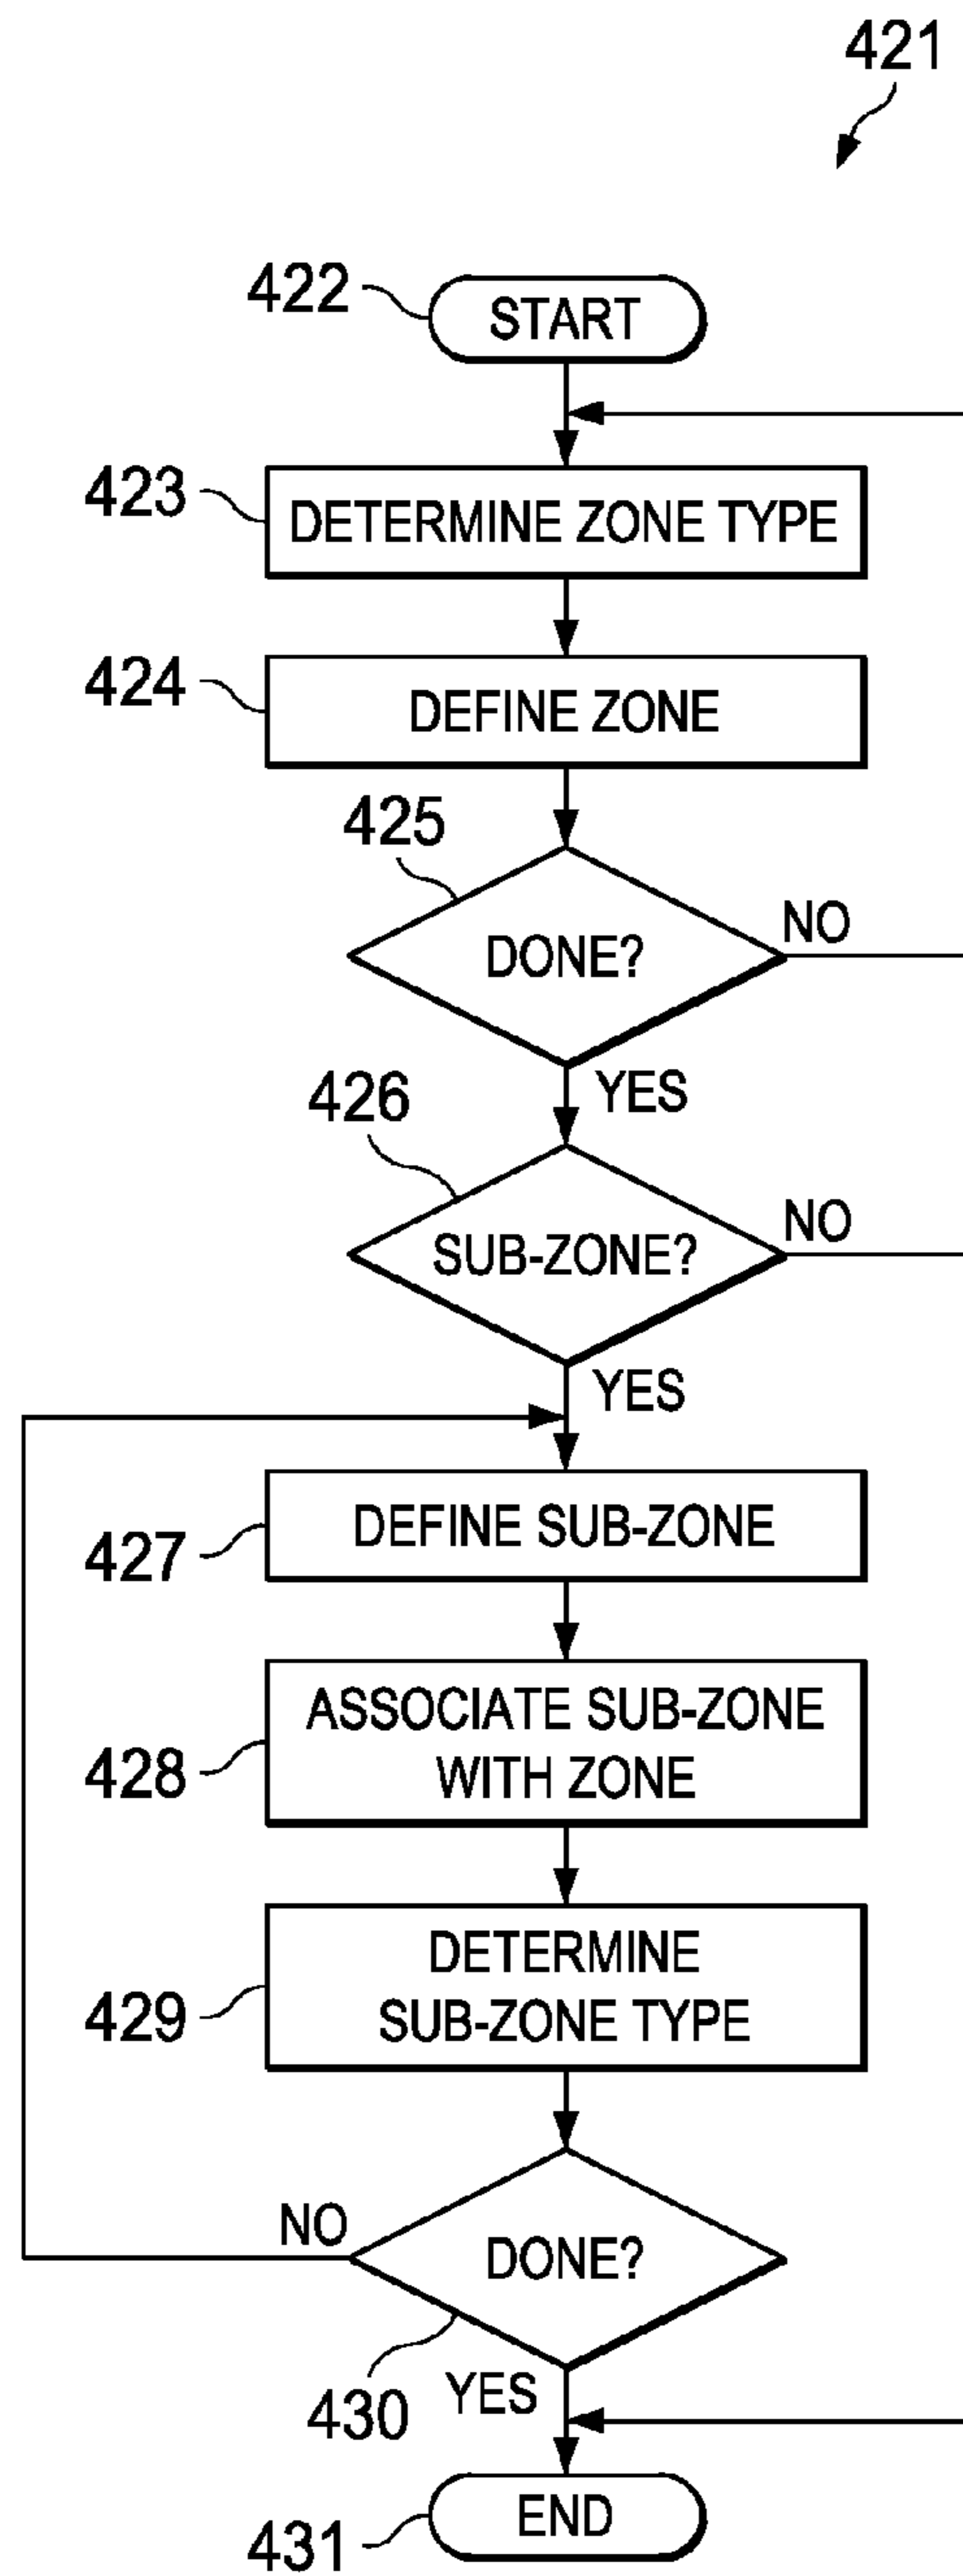 421
422
START
423
DETERMINE ZONE TYPE
424
DEFINE ZONE
425
DONE?
NO
YES
426
SUB-ZONE?
NO
YES
427
DEFINE SUB-ZONE
428
ASSOCIATE SUB-ZONE
WITH ZONE
429
DETERMINE
SUB-ZONE TYPE
NO
DONE?
430
YES
431
END